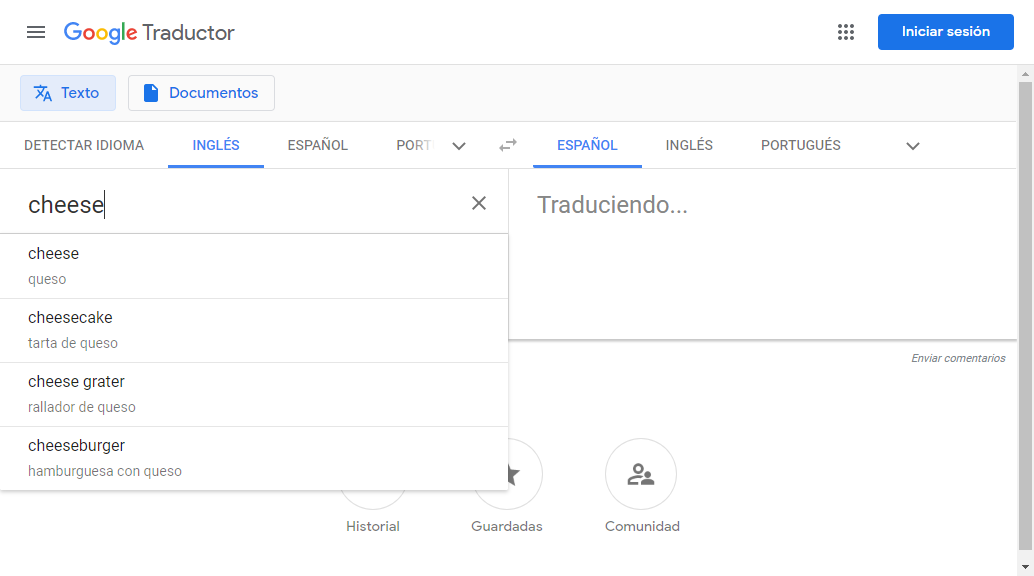 Google Traductor
Iniciar sesión
Texto
Documentos
DETECTAR IDIOMA
INGLÉS
ESPAÑOL
PORT
ESPAÑOL
INGLÉS
PORTUGUÉS
cheese
Traduciendo...
cheese
queso
cheesecake
tarta de queso
cheese grater
rallador de queso
cheeseburger
hamburguesa con queso
Enviar comentarios
Historial
Guardadas
Comunidad